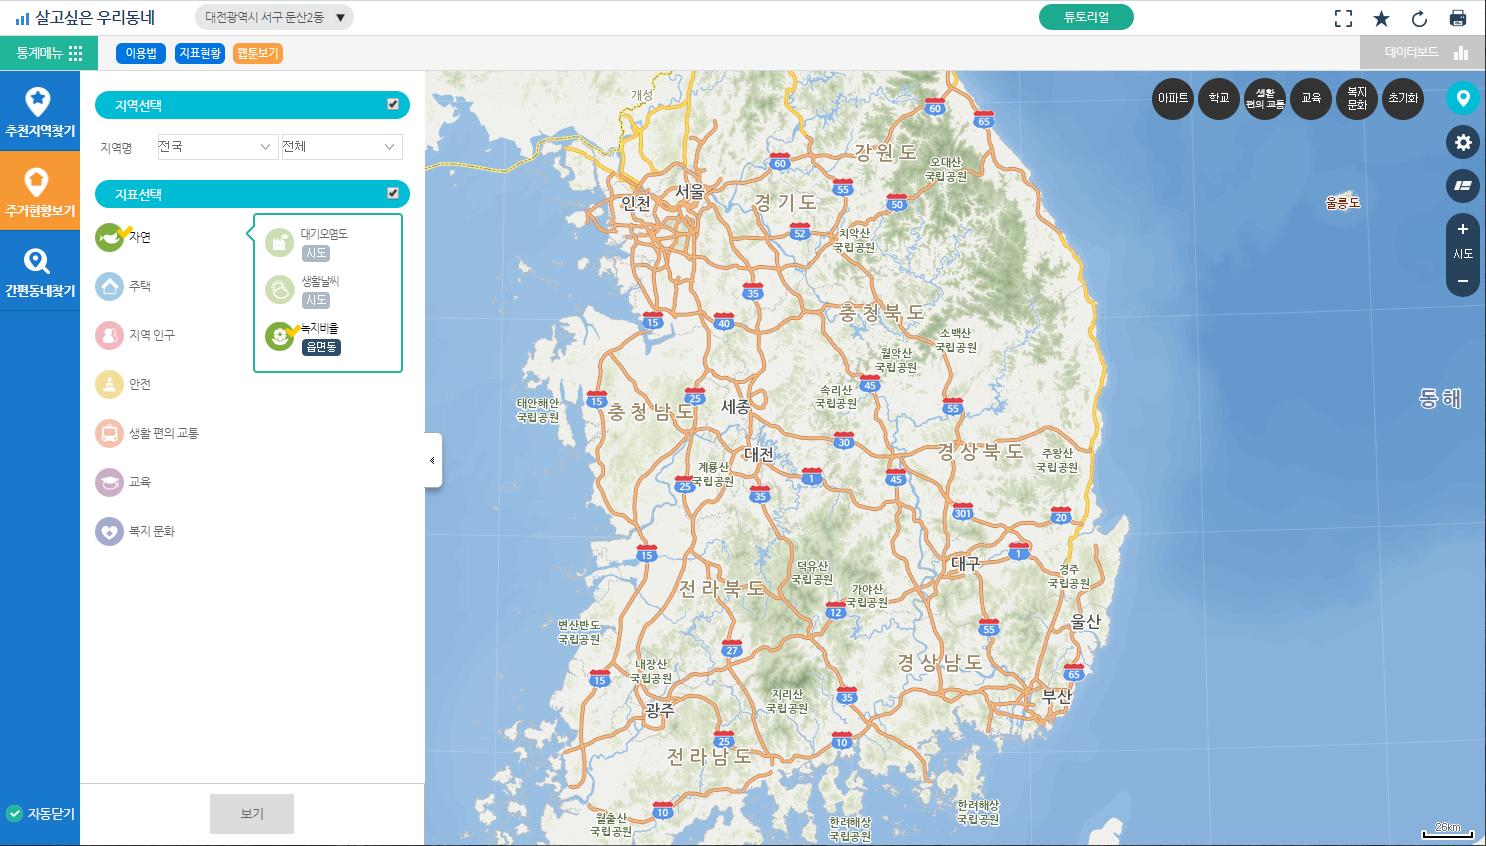 살고싶은 우리동네
대전광역시 서구 둔산2동
튜토리얼
통계메뉴
이용법
지표현황
웹툰보기
데이터보드
추천지역찾기
주거현황보기
간편동네찾기
자동닫기
지역선택
지역명
전국
전체
지표선택
자연
주택
지역 인구
안전
생활 편의 교통
교육
복지 문화
대기오염도
시도
생활날씨
시도
녹지비율
읍면동
보기
아파트
학교
생활
편의 교통
교육
복지
문화
초기화
+
시도
−
개성
60
65
강원도
60
오대산
국립공원
서울
55
인천
경기도
50
울릉도
52
치악산
국립공원
35
충청북도
15
40
소백산
국립공원
월악산
국립공원
45
속리산
국립공원
25
15
태안해안
국립공원
충청남도
세종
55
동해
30
대전
경상북도
주왕산
국립공원
계룡산
국립공원
25
35
1
45
301
20
15
1
대구
덕유산
국립공원
경주
국립공원
전라북도
가야산
국립공원
12
변산반도
국립공원
55
울산
27
내장산
국립공원
경상남도
15
65
지리산
국립공원
35
부산
광주
25
10
전라남도
10
월출산
국립공원
한려해상
국립공원
한려해상
국립공원
26km